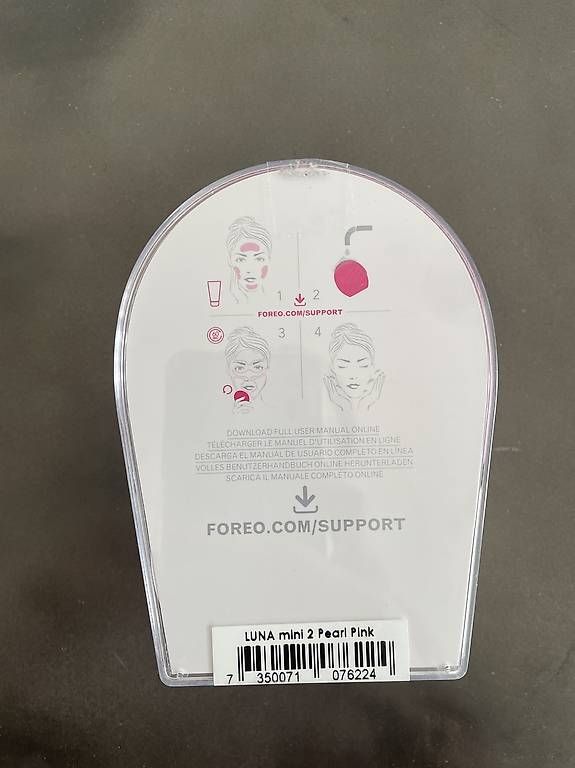 1 2
FOREO.COM/SUPPORT
3 4
DOWNLOAD FULL USER MANUAL ONLINE
TÉLÉCHARGER LE MANUEL D'UTILISATION EN LIGNE
DESCARGA EL MANUAL DE USUARIO COMPLETO EN LÍNEA
VOLLES BENUTZERHANDBUCH ONLINE HERUNTERLADEN
SCARICA IL MANUALE COMPLETO ONLINE
FOREO.COM/SUPPORT
LUNA mini 2 Pearl Pink
7 350071 076224